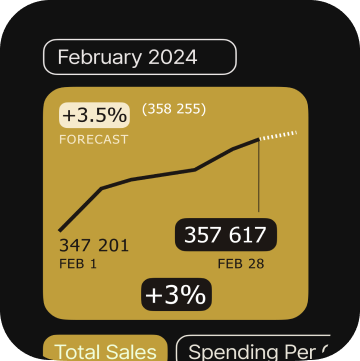 February 2024
+3.5% (358 255)
FORECAST
357 617
347 201
FEB 1 FEB 28
+3%
Total Sales Spending Per